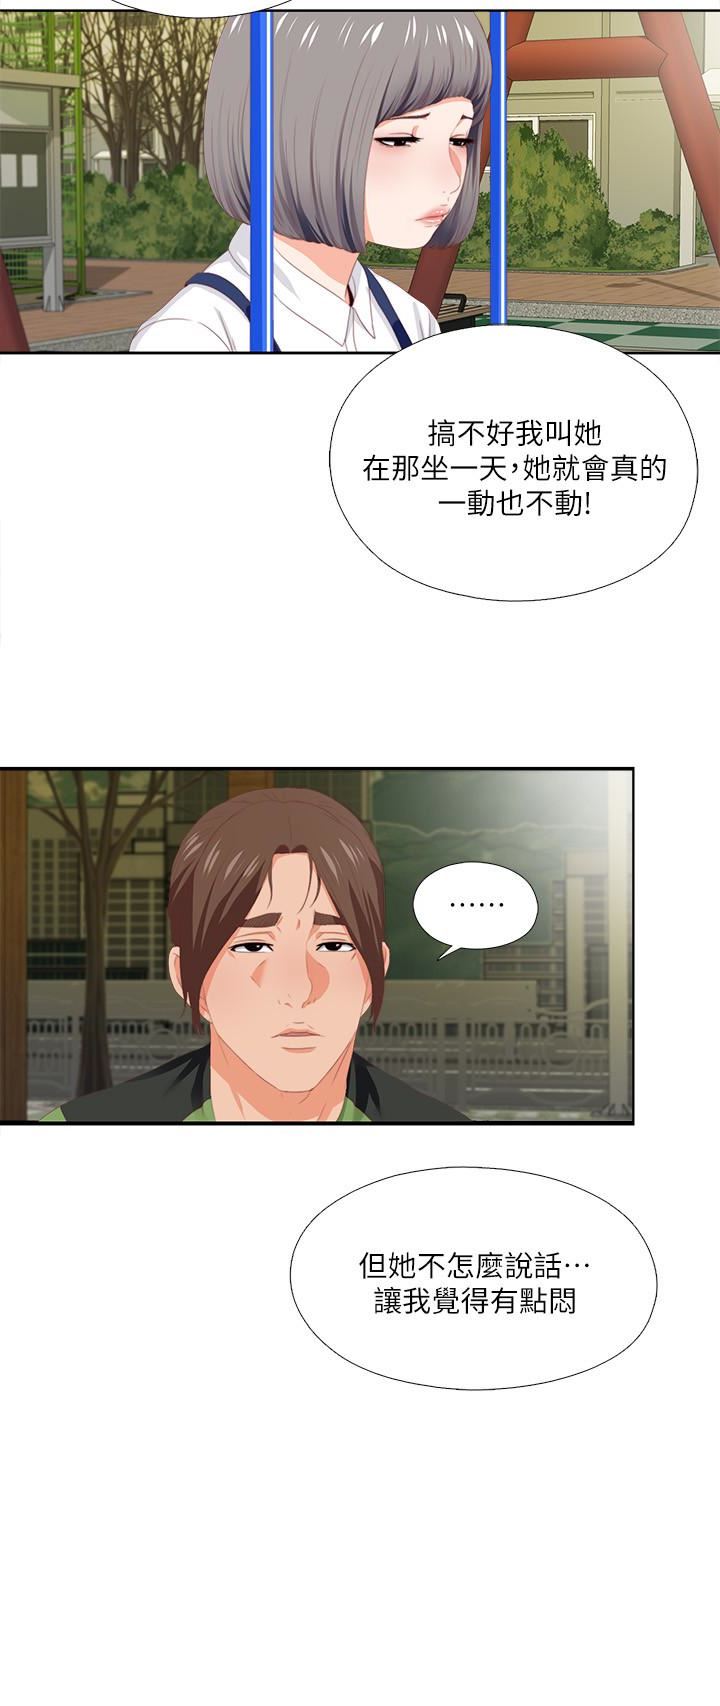 搞不好我叫她
在那坐一天，她就會真的
一動也不動!
……
但她不怎麼說話…
讓我覺得有點悶